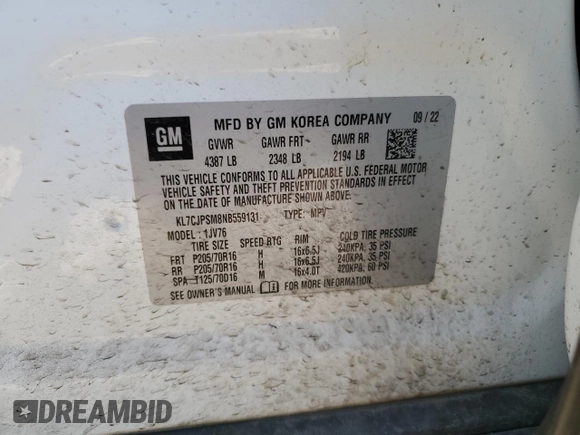 GM
MFD BY GM KOREA COMPANY 09 / 22
GVWR GAWR FRT GAWR RR
4387 LB 2348 LB 2194 LB
THIS VEHICLE CONFORMS TO ALL APPLICABLE U.S. FEDERAL MOTOR
VEHICLE SAFETY AND THEFT PREVENTION STANDARDS IN EFFECT
ON THE DATE OF MANUFACTURE SHOWN ABOVE.
KL7CJPSM8NB559131 TYPE: MPV
MODEL: 1JV76
TIRE SIZE SPEED RTG RIM COLD TIRE PRESSURE
FRT P205/70R16 H 16x6.5J 240KPA, 35 PSI
RR P205/70R16 H 16x6.5J 240KPA, 35 PSI
SPA T125/70D16 M 16x4.0T 420KPA, 60 PSI
SEE OWNER'S MANUAL FOR MORE INFORMATION.
DREAMBID